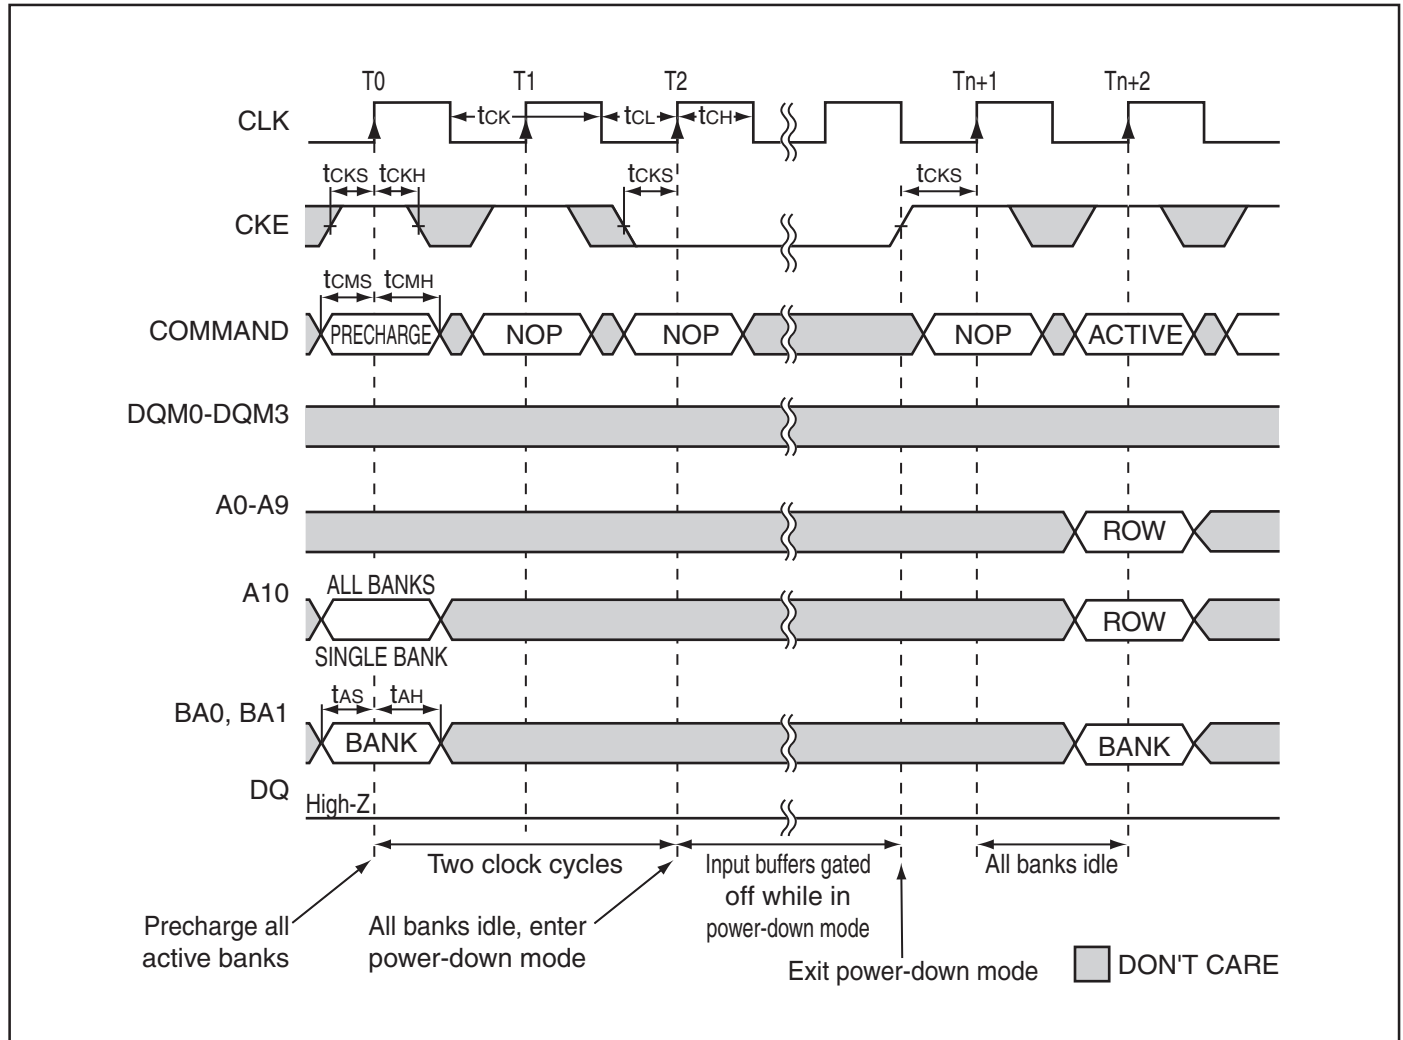 T0 T1 T2 Tn+1 Tn+2
CLK
tCK tCL tCH
tCKS tCKH tCKS tCKS
CKE
tCMS tCMH
COMMAND PRECHARGE NOP NOP NOP ACTIVE
DQM0-DQM3
A0-A9 ROW
ALL BANKS
A10 ROW
SINGLE BANK
tAS tAH
BA0, BA1 BANK BANK
DQ
High-Z
Two clock cycles
Input buffers gated
off while in
power-down mode
All banks idle
Precharge all
active banks
All banks idle, enter
power-down mode
Exit power-down mode
DON'T CARE